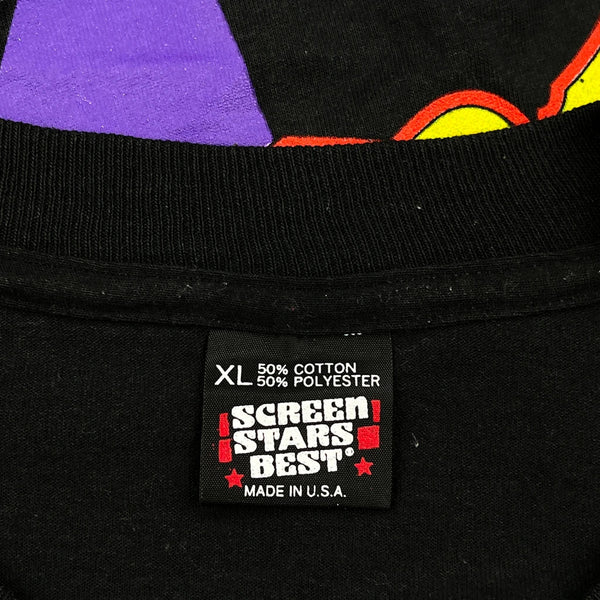 XL 50% COTTON
50% POLYESTER
SCREEN
STARS
BEST®
MADE IN U.S.A.